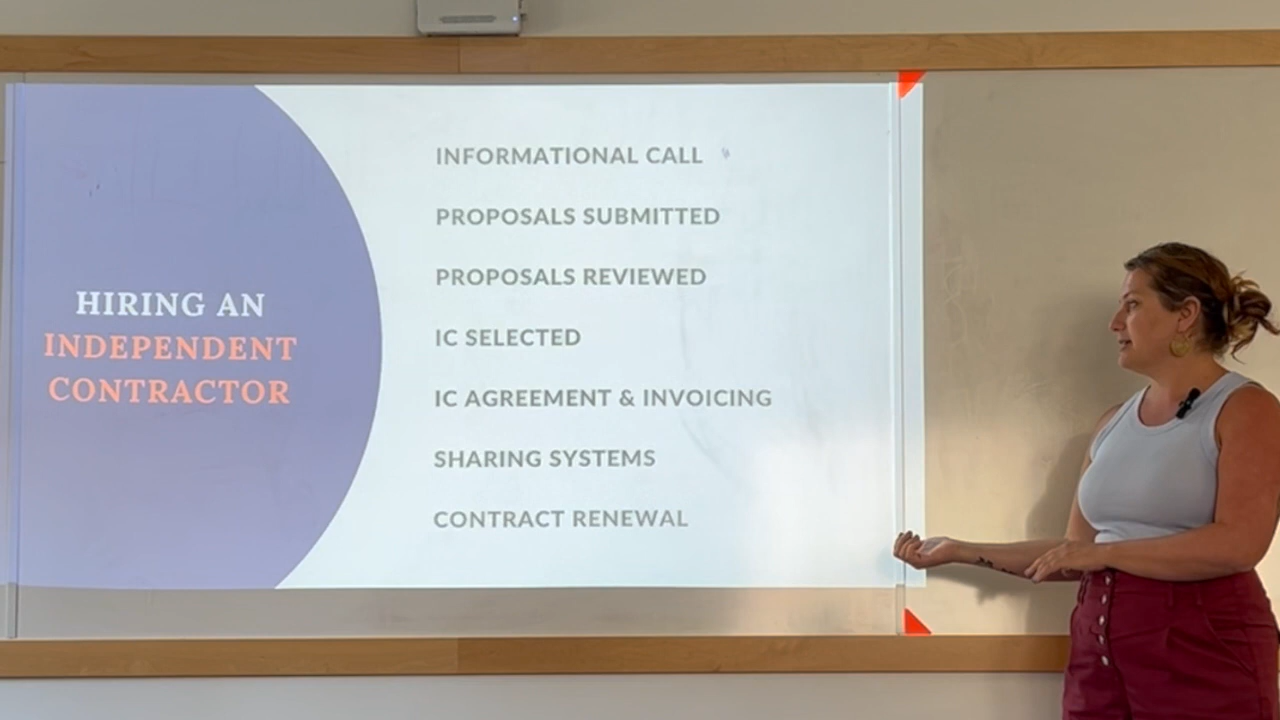 HIRING AN
INDEPENDENT
CONTRACTOR
INFORMATIONAL CALL
PROPOSALS SUBMITTED
PROPOSALS REVIEWED
IC SELECTED
IC AGREEMENT & INVOICING
SHARING SYSTEMS
CONTRACT RENEWAL